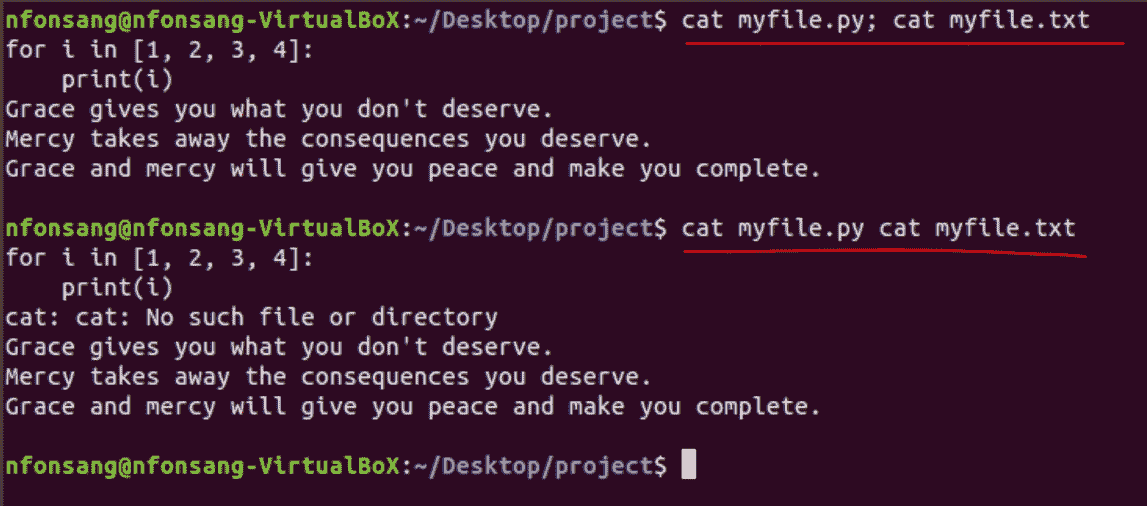 nfonsang@nfonsang-VirtualBoX:~/Desktop/project$ cat myfile.py; cat myfile.txt
for i in [1, 2, 3, 4]:
    print(i)
Grace gives you what you don't deserve.
Mercy takes away the consequences you deserve.
Grace and mercy will give you peace and make you complete.
nfonsang@nfonsang-VirtualBoX:~/Desktop/project$ cat myfile.py cat myfile.txt
for i in [1, 2, 3, 4]:
    print(i)
cat: cat: No such file or directory
Grace gives you what you don't deserve.
Mercy takes away the consequences you deserve.
Grace and mercy will give you peace and make you complete.
nfonsang@nfonsang-VirtualBoX:~/Desktop/project$